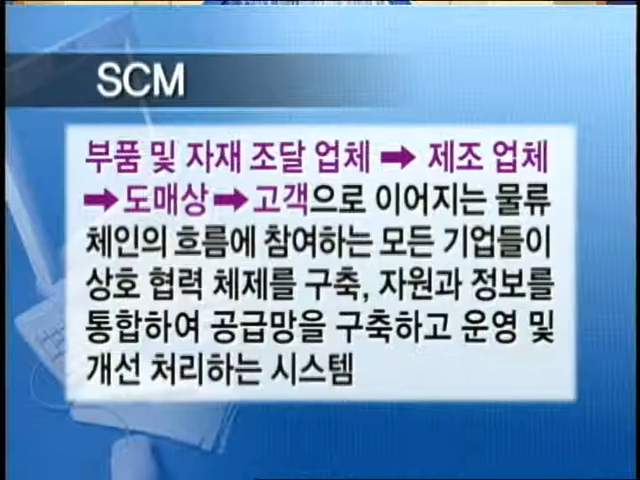 SCM
부품 및 자재 조달 업체 ➡ 제조 업체
➡도매상➡고객으로 이어지는 물류
체인의 흐름에 참여하는 모든 기업들이
상호 협력 체제를 구축, 자원과 정보를
통합하여 공급망을 구축하고 운영 및
개선 처리하는 시스템